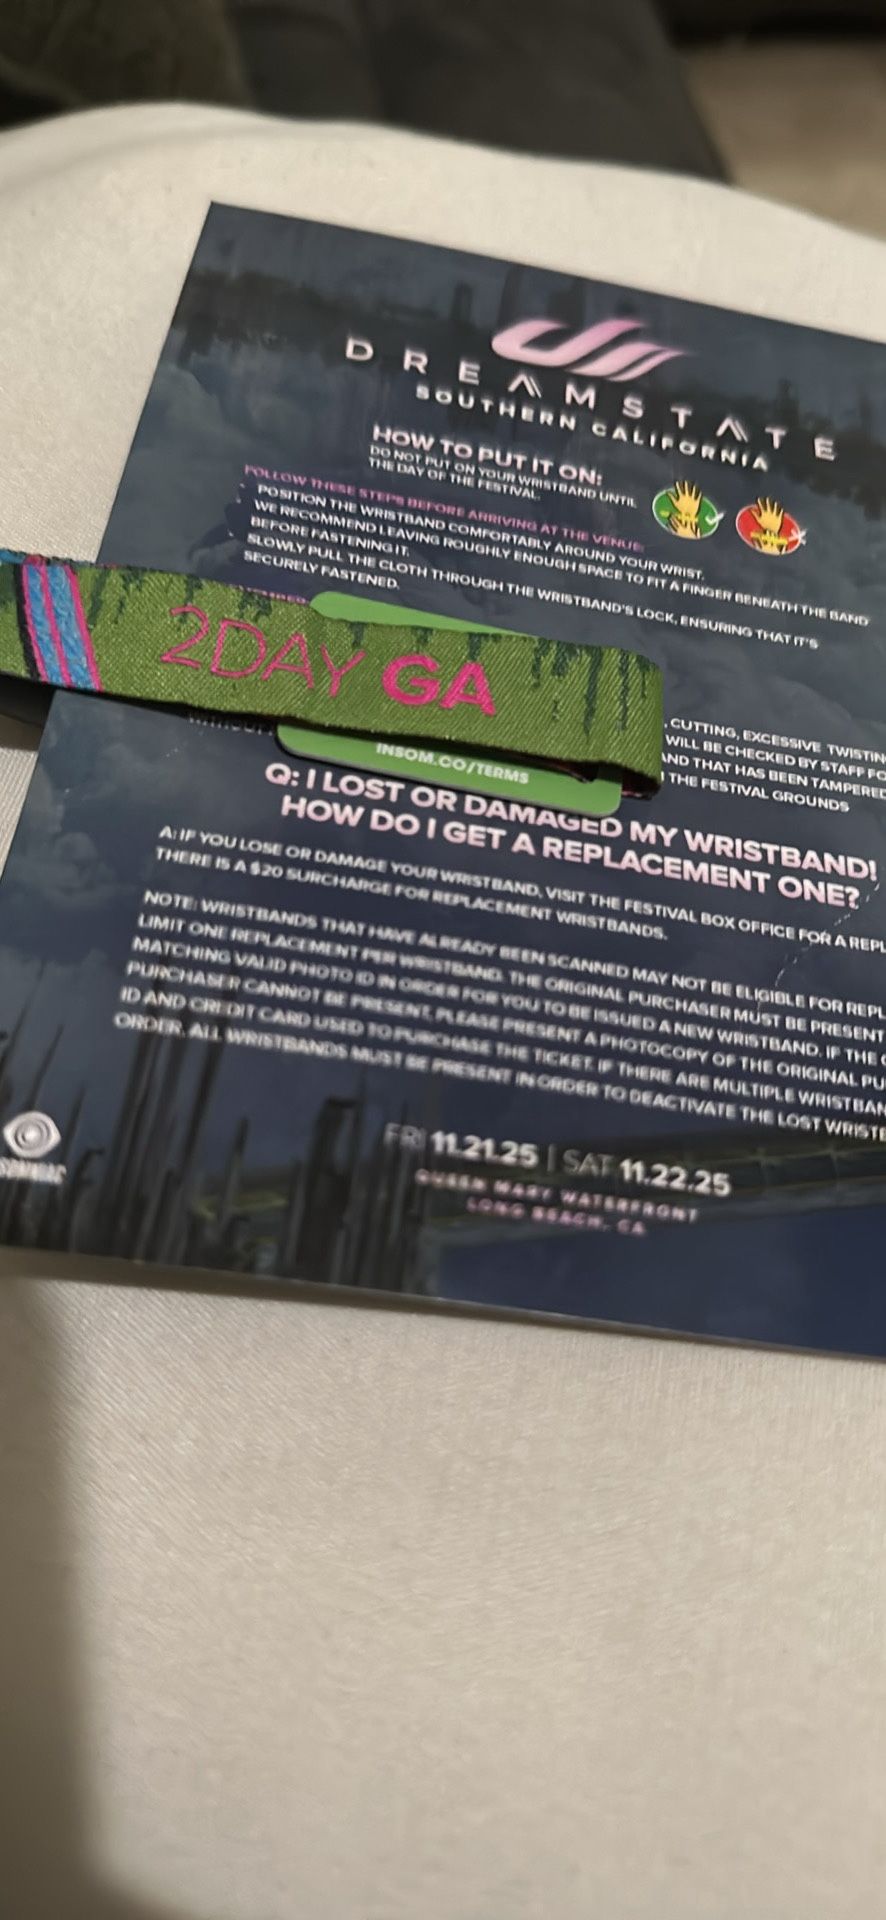 DREAMSTATE
SOUTHERN CALIFORNIA
HOW TO PUT IT ON:
DO NOT PUT ON YOUR WRISTBAND UNTIL
THE DAY OF THE FESTIVAL.
FOLLOW THESE STEPS BEFORE ARRIVING AT THE VENUE:
POSITION THE WRISTBAND COMFORTABLY AROUND YOUR WRIST.
WE RECOMMEND LEAVING ROUGHLY ENOUGH SPACE TO FIT A FINGER BENEATH THE BAND
BEFORE FASTENING IT.
SLOWLY PULL THE CLOTH THROUGH THE WRISTBAND'S LOCK, ENSURING THAT IT'S
SECURELY FASTENED.
2DAY GA
, CUTTING, EXCESSIVE TWISTIN
WILL BE CHECKED BY STAFF FO
AND THAT HAS BEEN TAMPERED
THE FESTIVAL GROUNDS
INSOM.CO/TERMS
Q: I LOST OR DAMAGED MY WRISTBAND!
HOW DO I GET A REPLACEMENT ONE?
A: IF YOU LOSE OR DAMAGE YOUR WRISTBAND, VISIT THE FESTIVAL BOX OFFICE FOR A REPL
THERE IS A $20 SURCHARGE FOR REPLACEMENT WRISTBANDS.
NOTE: WRISTBANDS THAT HAVE ALREADY BEEN SCANNED MAY NOT BE ELIGIBLE FOR REPL
LIMIT ONE REPLACEMENT PER WRISTBAND. THE ORIGINAL PURCHASER MUST BE PRESENT
MATCHING VALID PHOTO ID IN ORDER FOR YOU TO BE ISSUED A NEW WRISTBAND. IF THE O
PURCHASER CANNOT BE PRESENT, PLEASE PRESENT A PHOTOCOPY OF THE ORIGINAL PU
ID AND CREDIT CARD USED TO PURCHASE THE TICKET. IF THERE ARE MULTIPLE WRISTBAN
ORDER, ALL WRISTBANDS MUST BE PRESENT IN ORDER TO DEACTIVATE THE LOST WRISTB
FRI 11.21.25 | SAT 11.22.25
QUEEN MARY WATERFRONT
LONG BEACH, CA